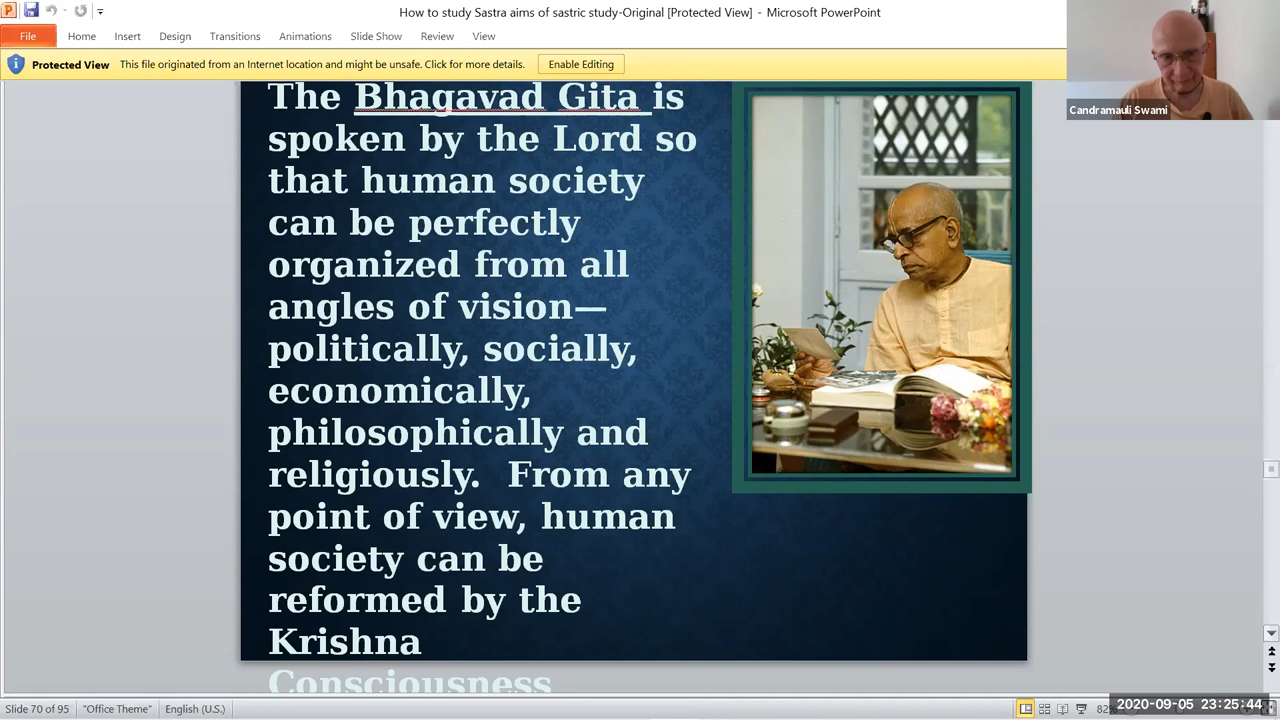 How to study Sastra aims of sastric study-Original [Protected View] - Microsoft PowerPoint
File Home Insert Design Transitions Animations Slide Show Review View
Protected View This file originated from an Internet location and might be unsafe. Click for more details. Enable Editing
Candramauli Swami
The Bhagavad Gita is
spoken by the Lord so
that human society
can be perfectly
organized from all
angles of vision—
politically, socially,
economically,
philosophically and
religiously. From any
point of view, human
society can be
reformed by the
Krishna
Consciousness
Slide 70 of 95 "Office Theme" English (U.S.) 82%
2020-09-05 23:25:44